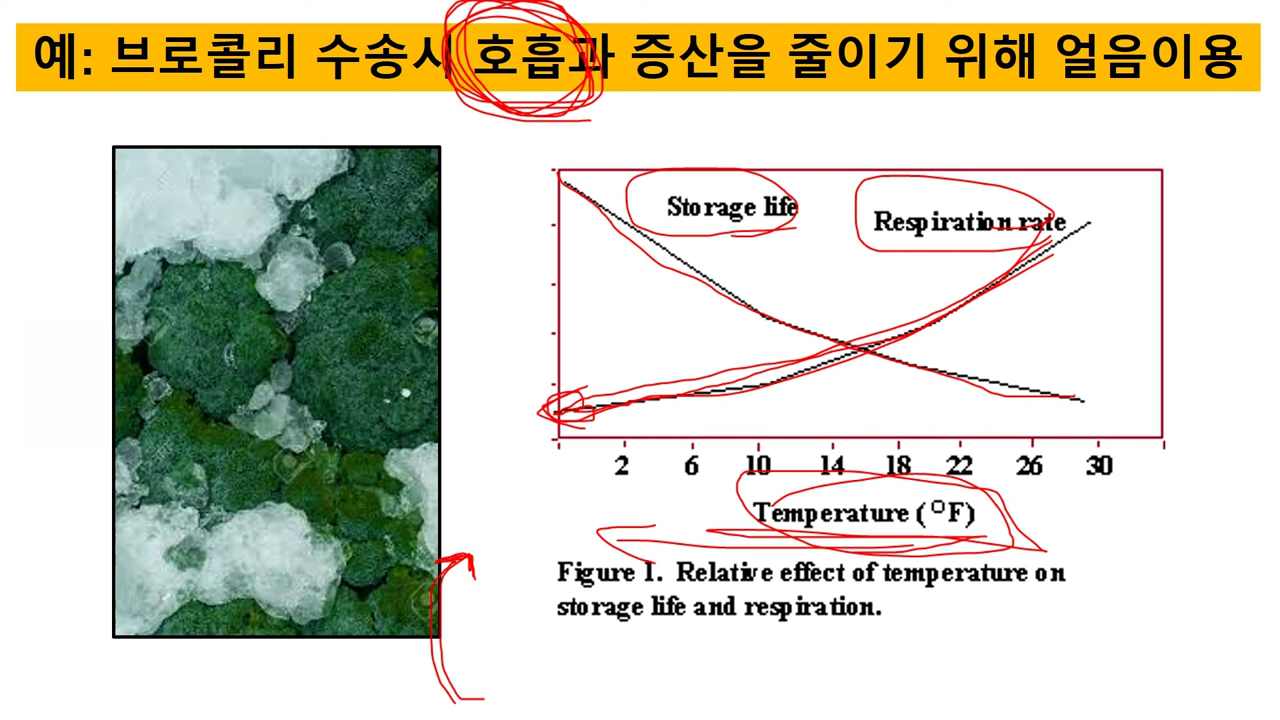 예: 브로콜리 수송시 호흡과 증산을 줄이기 위해 얼음이용
Storage life
Respiration rate
2 6 10 14 18 22 26 30
Temperature (°F)
Figure 1. Relative effect of temperature on
storage life and respiration.